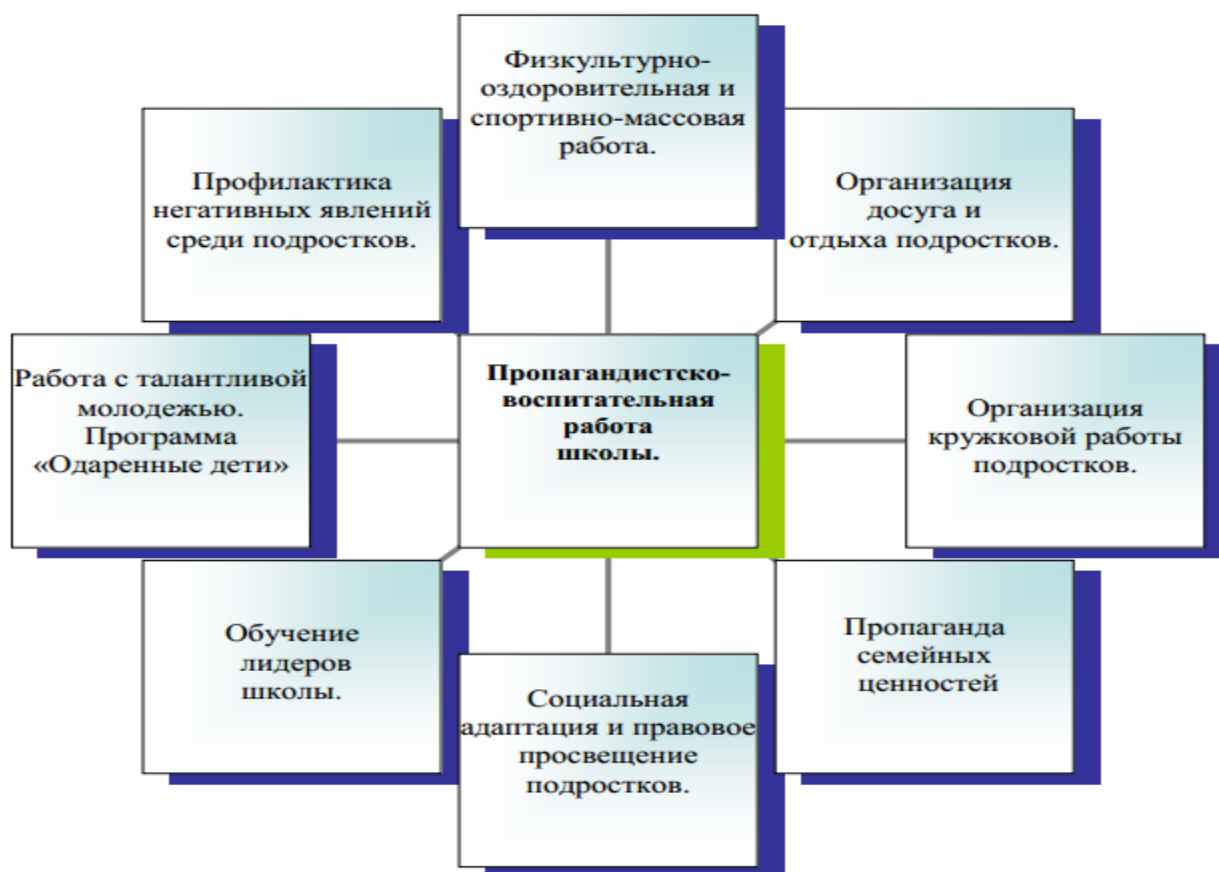 Физкультурно-
оздоровительная и
спортивно-массовая
работа.
Профилактика
негативных явлений
среди подростков.
Организация
досуга и
отдыха подростков.
Работа с талантливой
молодежью.
Программа
«Одаренные дети»
Пропагандистско-
воспитательная
работа
школы.
Организация
кружковой работы
подростков.
Обучение
лидеров
школы.
Социальная
адаптация и правовое
просвещение
подростков.
Пропаганда
семейных
ценностей